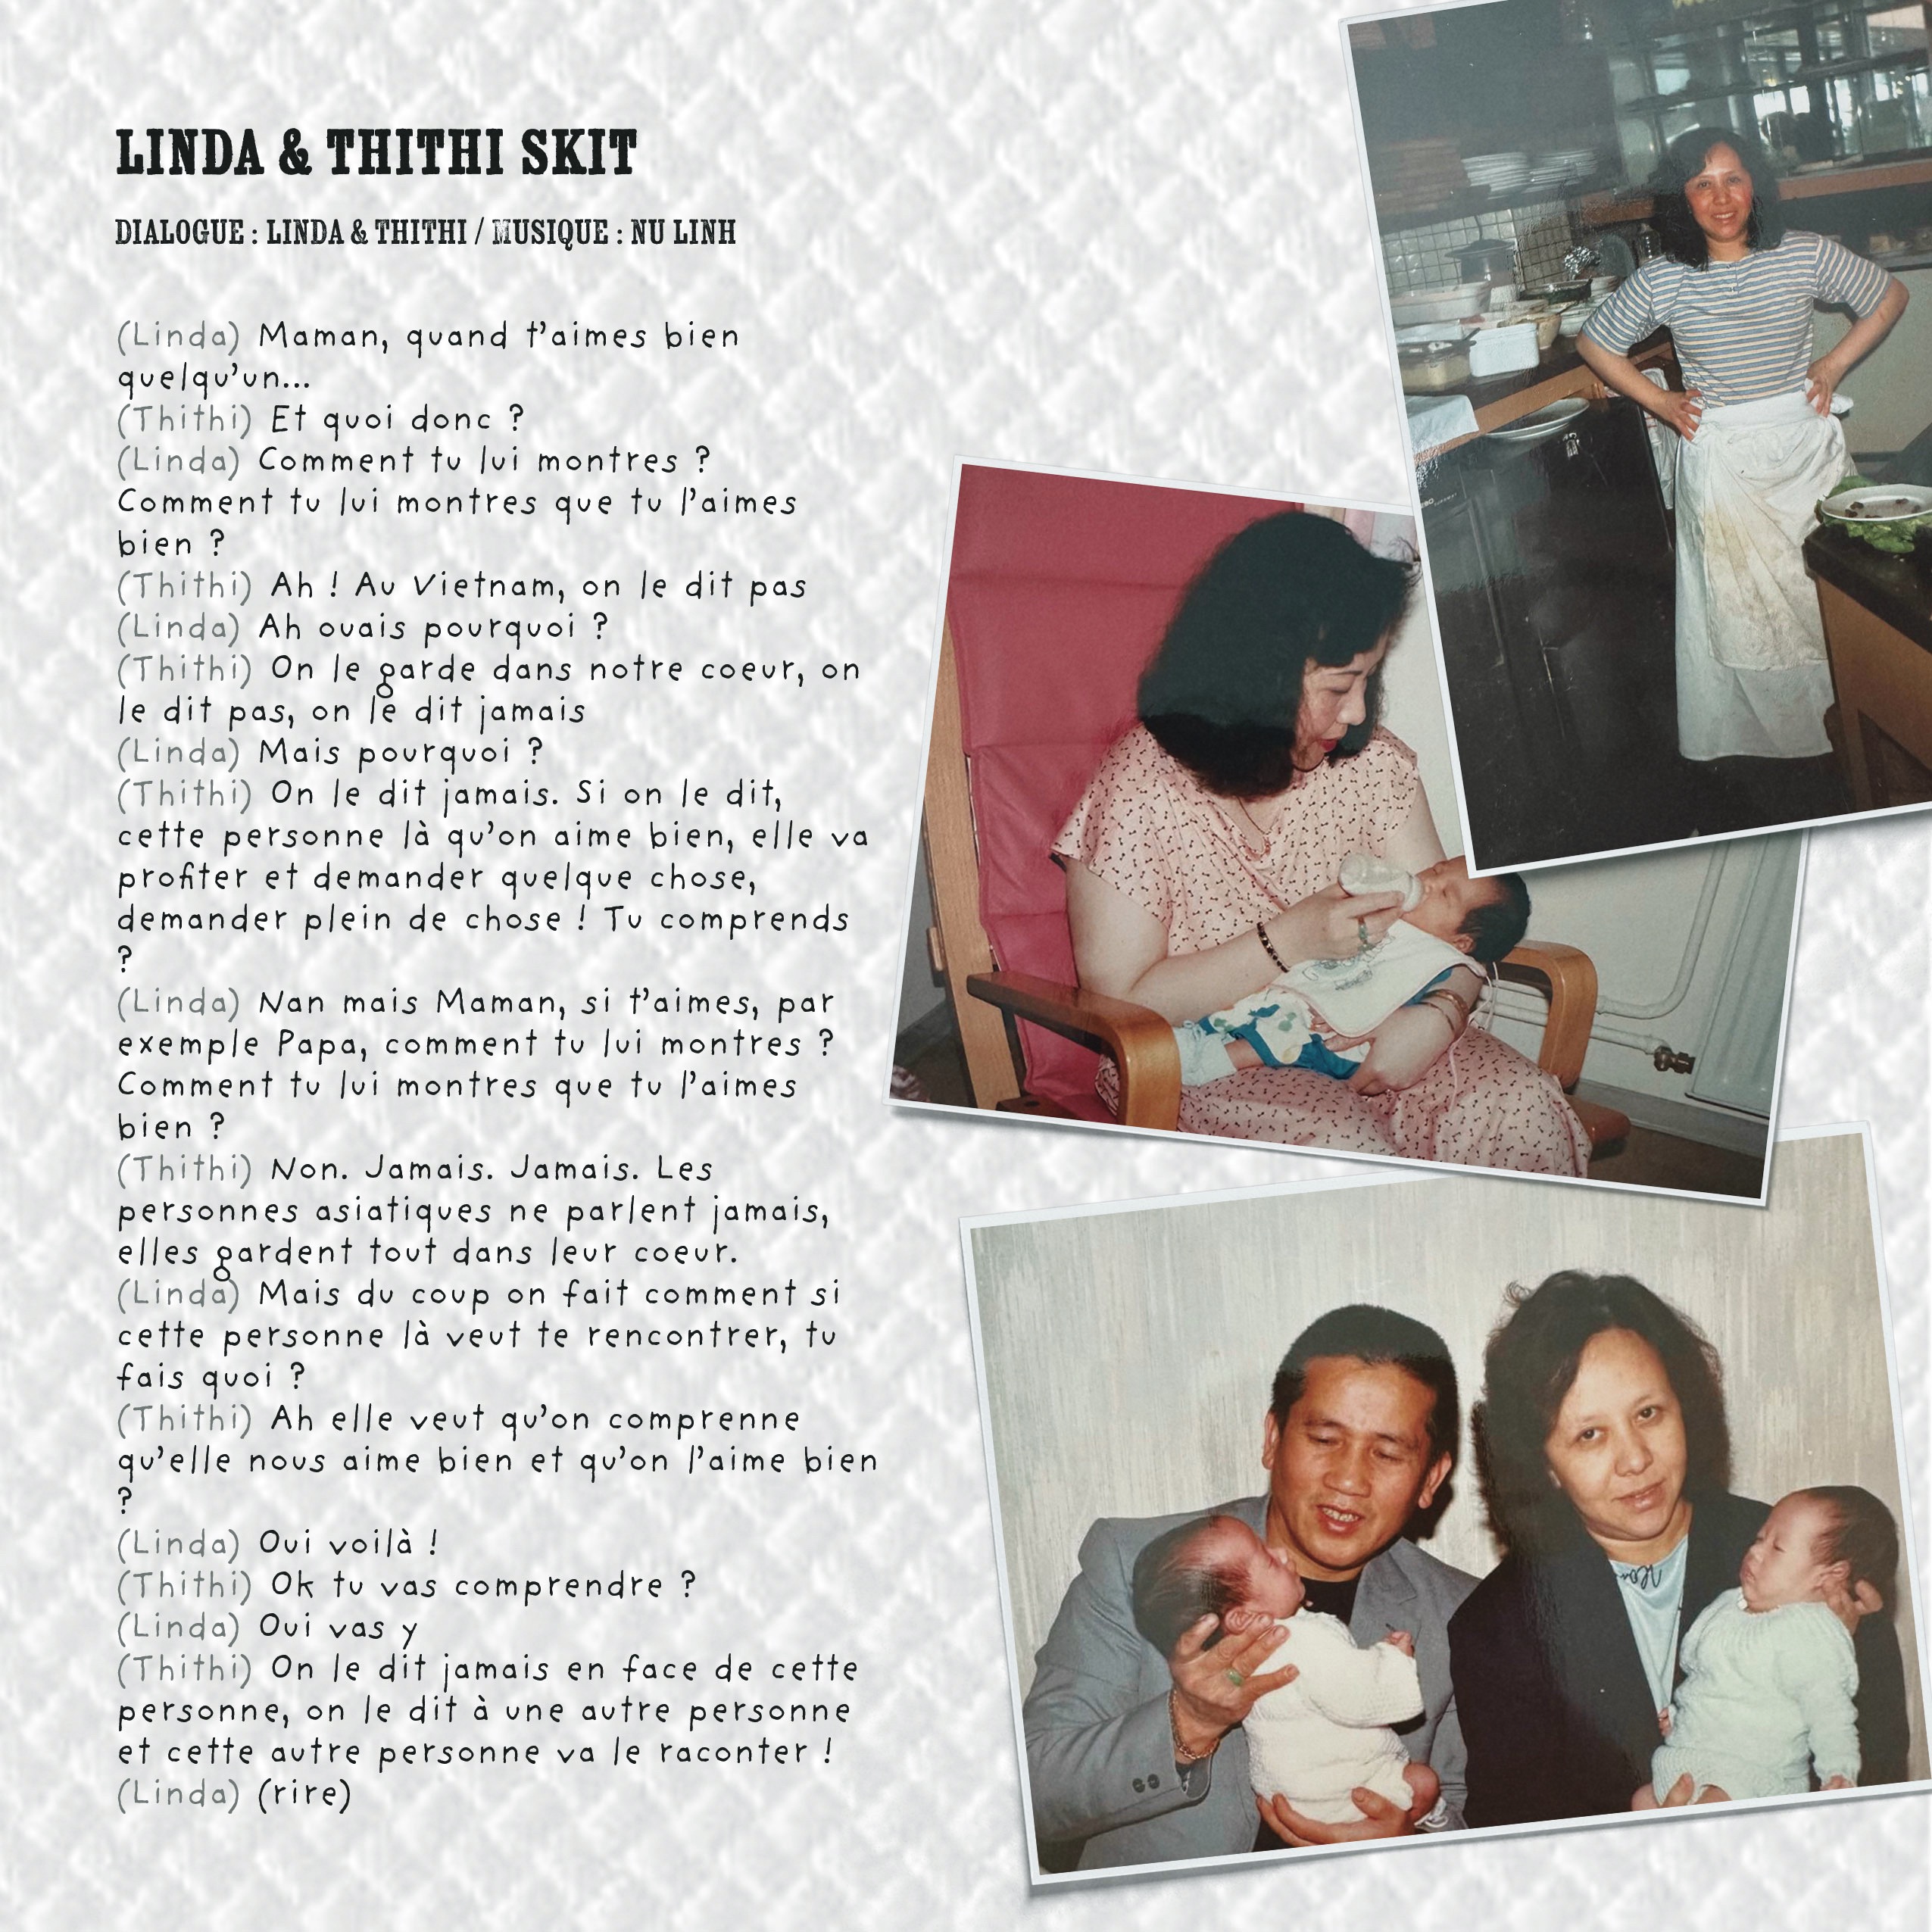 LINDA & THITHI SKIT
DIALOGUE : LINDA & THITHI / MUSIQUE : NU LINH
(Linda) Maman, quand t'aimes bien
quelqu'un...
(Thithi) Et quoi donc ?
(Linda) Comment tu lui montres ?
Comment tu lui montres que tu l'aimes
bien ?
(Thithi) Ah ! Au Vietnam, on le dit pas
(Linda) Ah ouais pourquoi ?
(Thithi) On le garde dans notre coeur, on
le dit pas, on le dit jamais
(Linda) Mais pourquoi ?
(Thithi) On le dit jamais. Si on le dit,
cette personne là qu'on aime bien, elle va
profiter et demander quelque chose,
demander plein de chose ! Tu comprends
?
(Linda) Nan mais Maman, si t'aimes, par
exemple Papa, comment tu lui montres ?
Comment tu lui montres que tu l'aimes
bien ?
(Thithi) Non. Jamais. Jamais. Les
personnes asiatiques ne parlent jamais,
elles gardent tout dans leur coeur.
(Linda) Mais du coup on fait comment si
cette personne là veut te rencontrer, tu
fais quoi ?
(Thithi) Ah elle veut qu'on comprenne
qu'elle nous aime bien et qu'on l'aime bien
?
(Linda) Oui voilà !
(Thithi) Ok tu vas comprendre ?
(Linda) Oui vas y
(Thithi) On le dit jamais en face de cette
personne, on le dit à une autre personne
et cette autre personne va le raconter !
(Linda) (rire)